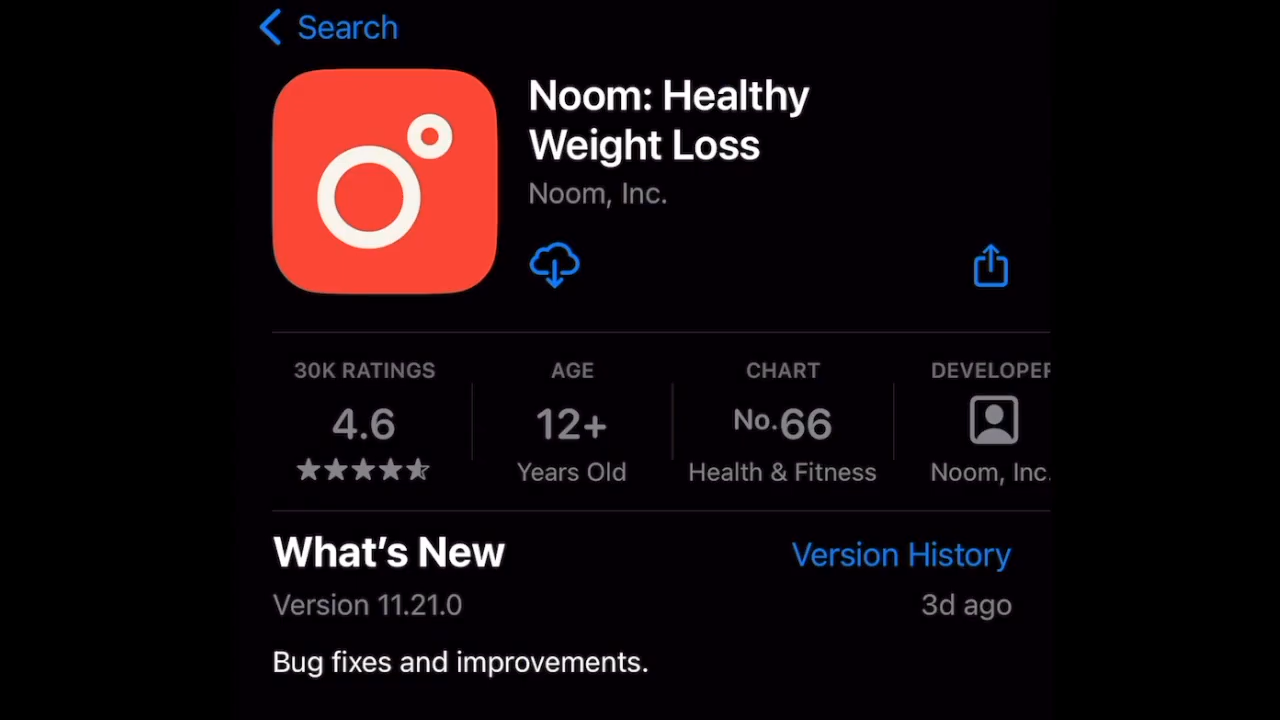 Search
Noom: Healthy
Weight Loss
Noom, Inc.
30K RATINGS
4.6
AGE
12+
Years Old
CHART
No.66
Health & Fitness
DEVELOPER
Noom, Inc.
What's New
Version History
Version 11.21.0
3d ago
Bug fixes and improvements.